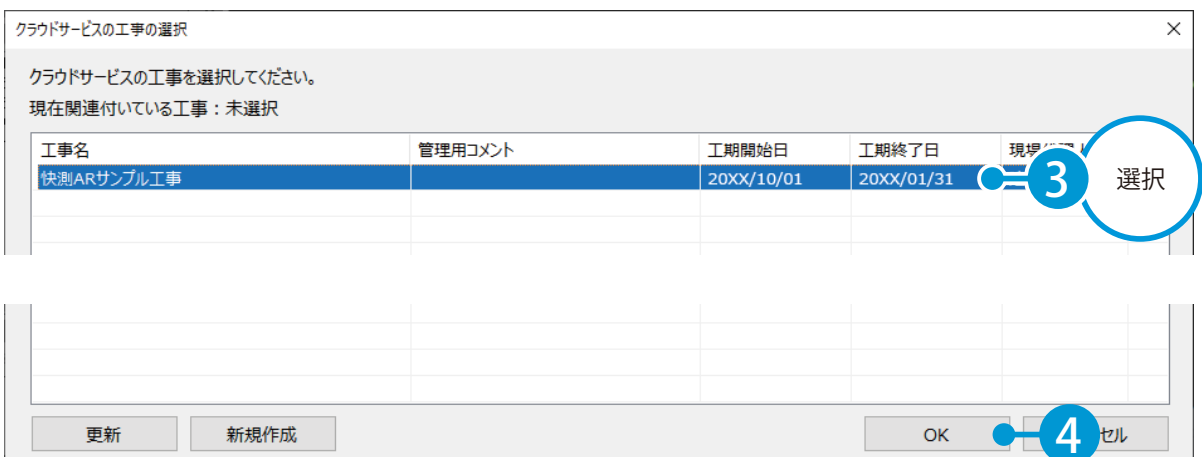 クラウドサービスの工事の選択
クラウドサービスの工事を選択してください。
現在関連付いている工事：未選択
工事名 管理用コメント 工期開始日 工期終了日 現場
快測ARサンプル工事 20XX/10/01 20XX/01/31
3 選択
更新 新規作成 OK 4 セル